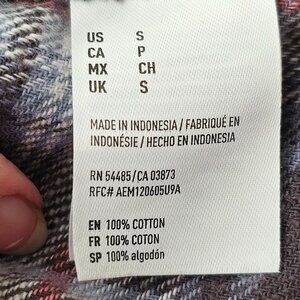 US S
CA P
MX CH
UK S
MADE IN INDONESIA / FABRIQUÉ EN
INDONÉSIE / HECHO EN INDONESIA
RN 54485/CA 03873
RFC# AEM120605U9A
EN 100% COTTON
FR 100% COTON
SP 100% algodón